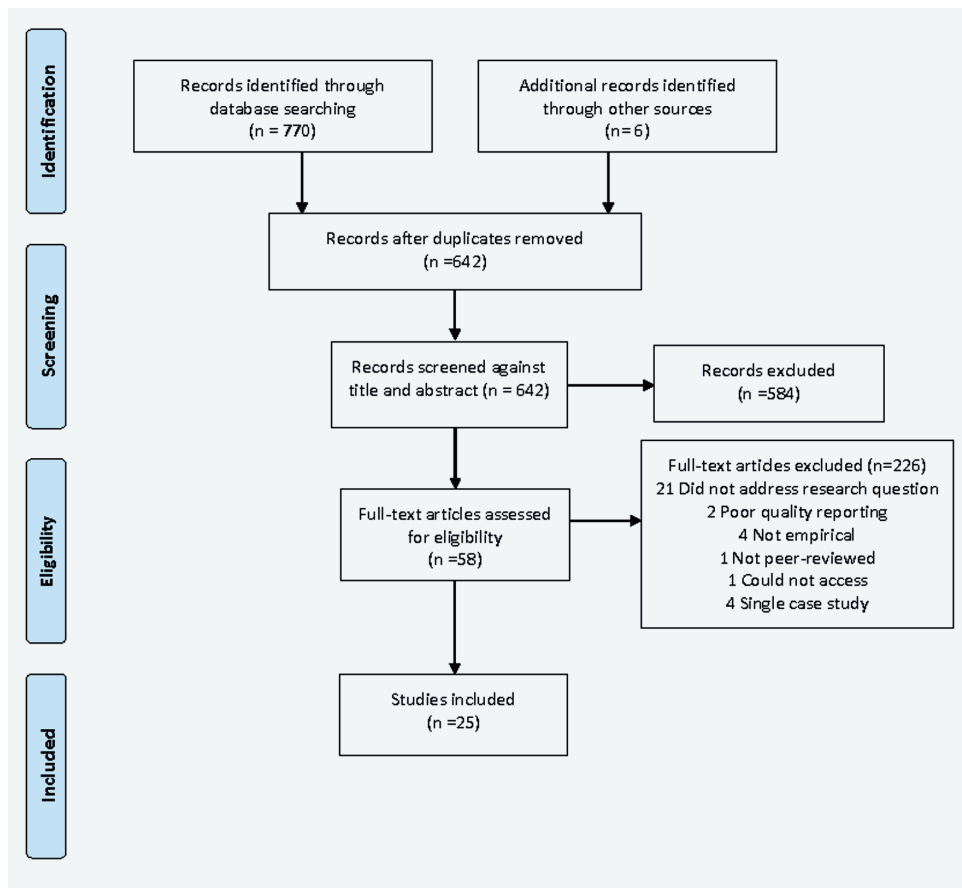 Identification
Records identified through
database searching
(n = 770)
Additional records identified
through other sources
(n= 6)
Records after duplicates removed
(n =642)
Screening
Records screened against
title and abstract (n = 642)
Records excluded
(n =584)
Eligibility
Full-text articles assessed
for eligibility
(n =58)
Full-text articles excluded (n=226)
21 Did not address research question
2 Poor quality reporting
4 Not empirical
1 Not peer-reviewed
1 Could not access
4 Single case study
Included
Studies included
(n =25)